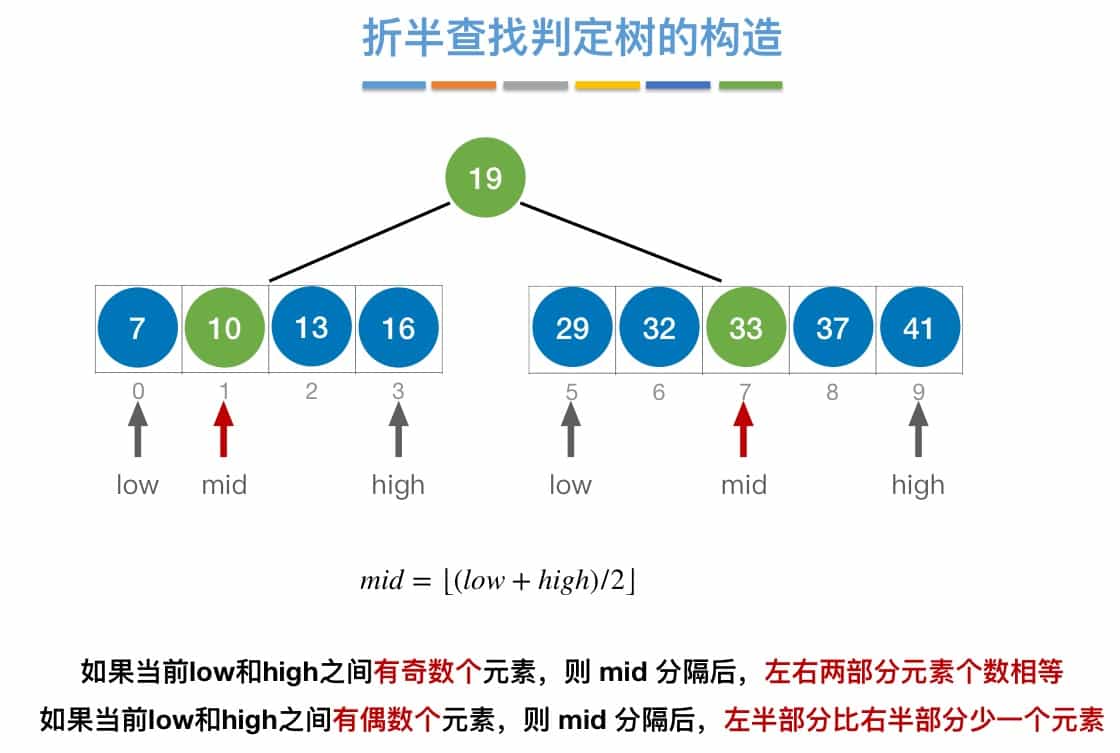 折半查找判定树的构造
19
7 10 13 16 29 32 33 37 41
0 1 2 3 5 6 7 8 9
low mid high low mid high
mid = ⌊(low + high)/2⌋
如果当前low和high之间有奇数个元素，则 mid 分隔后，左右两部分元素个数相等
如果当前low和high之间有偶数个元素，则 mid 分隔后，左半部分比右半部分少一个元素